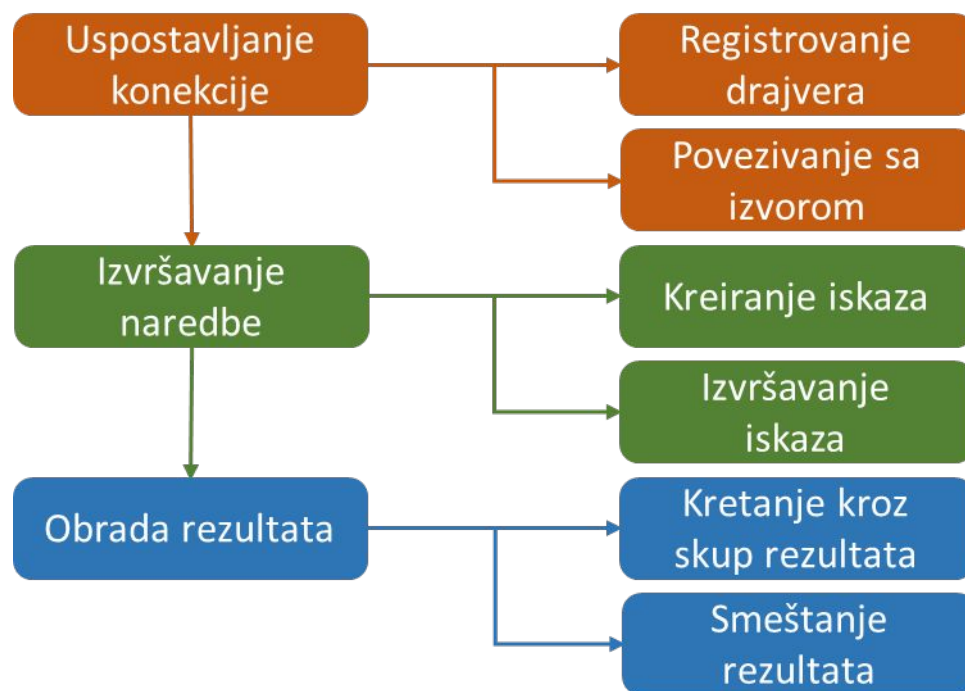 Uspostavljanje
konekcije
Registrovanje
drajvera
Povezivanje sa
izvorom
Izvršavanje
naredbe
Kreiranje iskaza
Izvršavanje
iskaza
Obrada rezultata
Kretanje kroz
skup rezultata
Smeštanje
rezultata